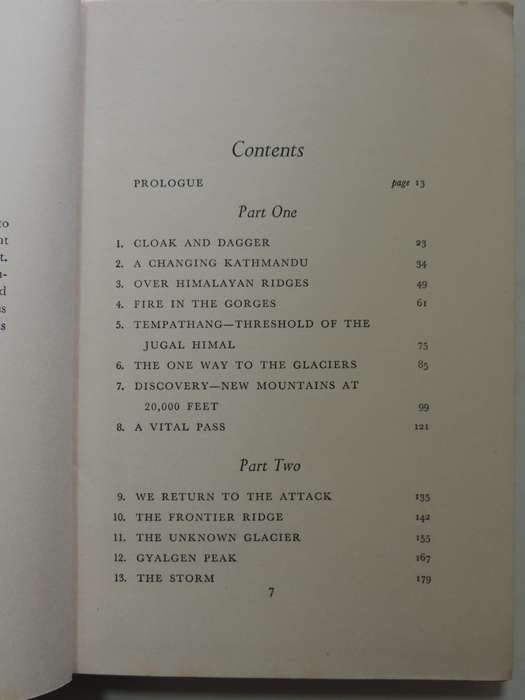 to
nt
t.
n-
d
as
s
Contents
PROLOGUE page 13
Part One
1. CLOAK AND DAGGER 23
2. A CHANGING KATHMANDU 34
3. OVER HIMALAYAN RIDGES 49
4. FIRE IN THE GORGES 61
5. TEMPATHANG—THRESHOLD OF THE
JUGAL HIMAL 75
6. THE ONE WAY TO THE GLACIERS 85
7. DISCOVERY—NEW MOUNTAINS AT
20,000 FEET 99
8. A VITAL PASS 121
Part Two
9. WE RETURN TO THE ATTACK 135
10. THE FRONTIER RIDGE 142
11. THE UNKNOWN GLACIER 155
12. GYALGEN PEAK 167
13. THE STORM 179
7